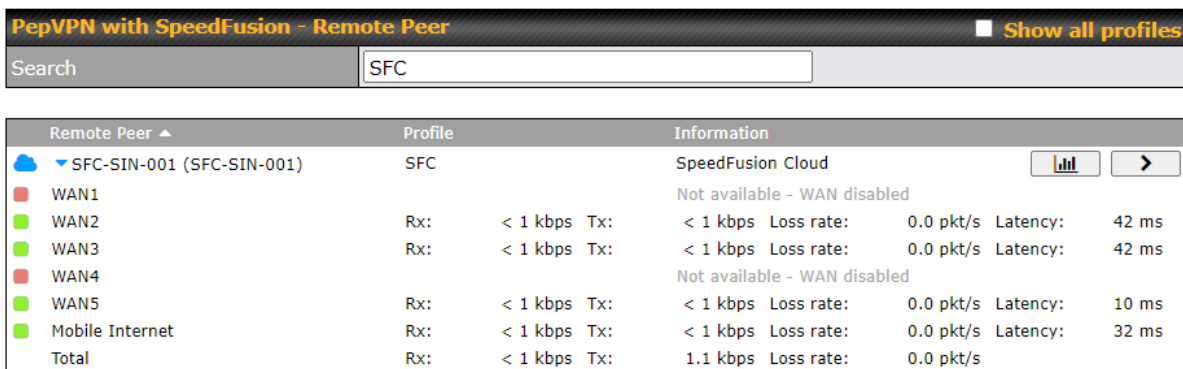 PepVPN with SpeedFusion - Remote Peer Show all profiles
Search SFC
Remote Peer Profile Information
SFC-SIN-001 (SFC-SIN-001) SFC SpeedFusion Cloud
WAN1 Not available - WAN disabled
WAN2 Rx: < 1 kbps Tx: < 1 kbps Loss rate: 0.0 pkt/s Latency: 42 ms
WAN3 Rx: < 1 kbps Tx: < 1 kbps Loss rate: 0.0 pkt/s Latency: 42 ms
WAN4 Not available - WAN disabled
WAN5 Rx: < 1 kbps Tx: < 1 kbps Loss rate: 0.0 pkt/s Latency: 10 ms
Mobile Internet Rx: < 1 kbps Tx: < 1 kbps Loss rate: 0.0 pkt/s Latency: 32 ms
Total Rx: < 1 kbps Tx: 1.1 kbps Loss rate: 0.0 pkt/s